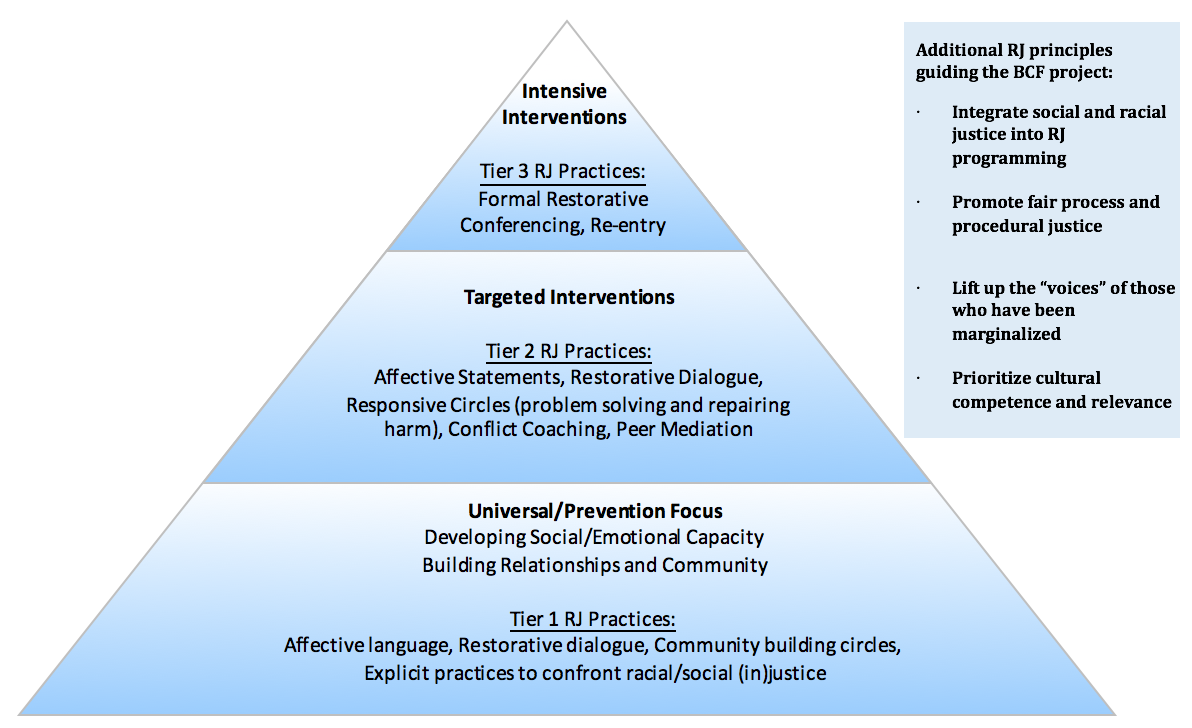 Intensive
Interventions
Tier 3 RJ Practices:
Formal Restorative
Conferencing, Re-entry
Targeted Interventions
Tier 2 RJ Practices:
Affective Statements, Restorative Dialogue,
Responsive Circles (problem solving and repairing
harm), Conflict Coaching, Peer Mediation
Universal/Prevention Focus
Developing Social/Emotional Capacity
Building Relationships and Community
Tier 1 RJ Practices:
Affective language, Restorative dialogue, Community building circles,
Explicit practices to confront racial/social (in)justice
Additional RJ principles
guiding the BCF project:
· Integrate social and racial
justice into RJ
programming
· Promote fair process and
procedural justice
· Lift up the “voices” of those
who have been
marginalized
· Prioritize cultural
competence and relevance